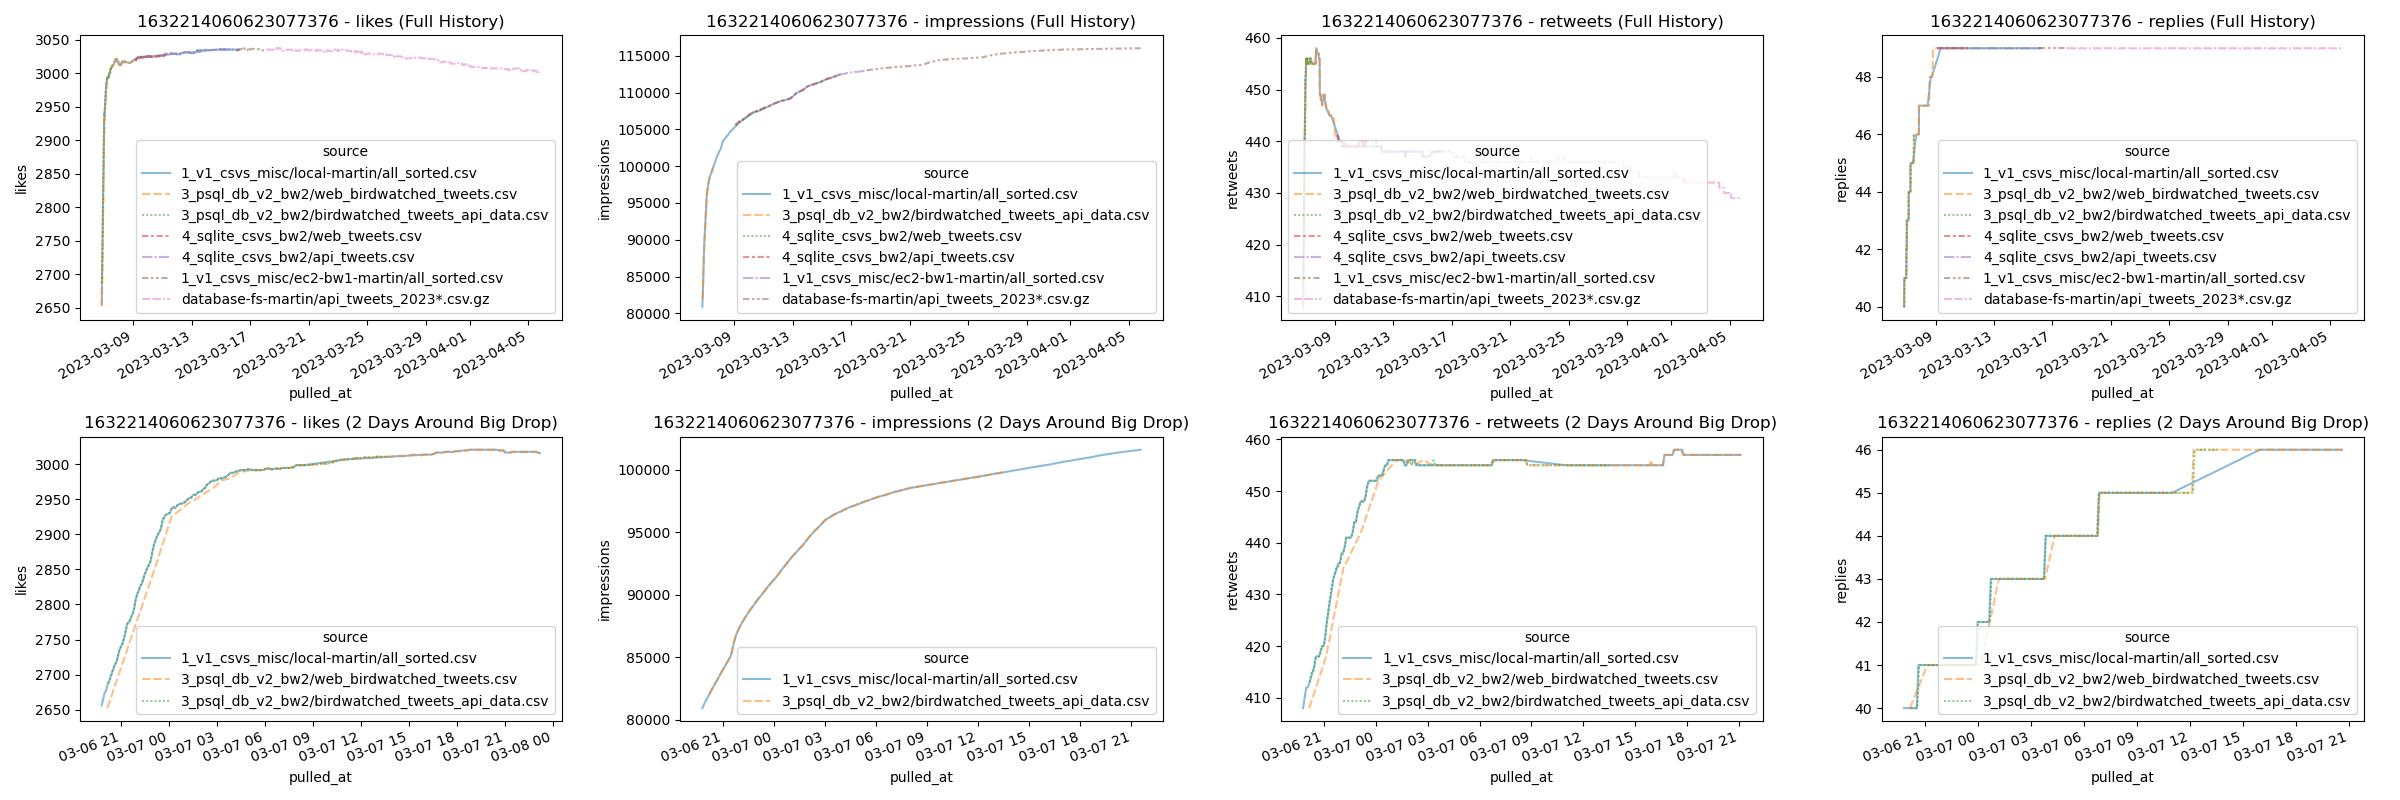 16322140606230773​76 - likes (Full History)
3050
3000
2950
2900
2850
2800
2750
2700
2650
likes
source
1_v1_csvs_misc/local-martin/all_sorted.csv
3_psql_db_v2_bw2/web_birdwatched_tweets.csv
3_psql_db_v2_bw2/birdwatched_tweets_api_data.csv
4_sqlite_csvs_bw2/web_tweets.csv
4_sqlite_csvs_bw2/api_tweets.csv
1_v1_csvs_misc/ec2-bw1-martin/all_sorted.csv
database-fs-martin/api_tweets_2023*.csv.gz
2023-03-09
2023-03-13
2023-03-17
2023-03-21
2023-03-25
2023-03-29
2023-04-01
2023-04-05
pulled_at
1632214060623077376 - impressions (Full History)
115000
110000
105000
100000
95000
90000
85000
80000
impressions
source
1_v1_csvs_misc/local-martin/all_sorted.csv
3_psql_db_v2_bw2/birdwatched_tweets_api_data.csv
4_sqlite_csvs_bw2/web_tweets.csv
4_sqlite_csvs_bw2/api_tweets.csv
1_v1_csvs_misc/ec2-bw1-martin/all_sorted.csv
database-fs-martin/api_tweets_2023*.csv.gz
2023-03-09
2023-03-13
2023-03-17
2023-03-21
2023-03-25
2023-03-29
2023-04-01
2023-04-05
pulled_at
1632214060623077376 - retweets (Full History)
460
450
440
430
420
410
retweets
source
1_v1_csvs_misc/local-martin/all_sorted.csv
3_psql_db_v2_bw2/web_birdwatched_tweets.csv
3_psql_db_v2_bw2/birdwatched_tweets_api_data.csv
4_sqlite_csvs_bw2/web_tweets.csv
4_sqlite_csvs_bw2/api_tweets.csv
1_v1_csvs_misc/ec2-bw1-martin/all_sorted.csv
database-fs-martin/api_tweets_2023*.csv.gz
2023-03-09
2023-03-13
2023-03-17
2023-03-21
2023-03-25
2023-03-29
2023-04-01
2023-04-05
pulled_at
1632214060623077376 - replies (Full History)
48
46
44
42
40
replies
source
1_v1_csvs_misc/local-martin/all_sorted.csv
3_psql_db_v2_bw2/web_birdwatched_tweets.csv
3_psql_db_v2_bw2/birdwatched_tweets_api_data.csv
4_sqlite_csvs_bw2/web_tweets.csv
4_sqlite_csvs_bw2/api_tweets.csv
1_v1_csvs_misc/ec2-bw1-martin/all_sorted.csv
database-fs-martin/api_tweets_2023*.csv.gz
2023-03-09
2023-03-13
2023-03-17
2023-03-21
2023-03-25
2023-03-29
2023-04-01
2023-04-05
pulled_at
1632214060623077376 - likes (2 Days Around Big Drop)
3000
2950
2900
2850
2800
2750
2700
2650
likes
source
1_v1_csvs_misc/local-martin/all_sorted.csv
3_psql_db_v2_bw2/web_birdwatched_tweets.csv
3_psql_db_v2_bw2/birdwatched_tweets_api_data.csv
03-06 21
03-07 00
03-07 03
03-07 06
03-07 09
03-07 12
03-07 15
03-07 18
03-07 21
03-08 00
pulled_at
1632214060623077376 - impressions (2 Days Around Big Drop)
100000
95000
90000
85000
80000
impressions
source
1_v1_csvs_misc/local-martin/all_sorted.csv
3_psql_db_v2_bw2/birdwatched_tweets_api_data.csv
03-06 21
03-07 00
03-07 03
03-07 06
03-07 09
03-07 12
03-07 15
03-07 18
03-07 21
pulled_at
1632214060623077376 - retweets (2 Days Around Big Drop)
460
450
440
430
420
410
retweets
source
1_v1_csvs_misc/local-martin/all_sorted.csv
3_psql_db_v2_bw2/web_birdwatched_tweets.csv
3_psql_db_v2_bw2/birdwatched_tweets_api_data.csv
03-06 21
03-07 00
03-07 03
03-07 06
03-07 09
03-07 12
03-07 15
03-07 18
03-07 21
pulled_at
1632214060623077376 - replies (2 Days Around Big Drop)
46
45
44
43
42
41
40
replies
source
1_v1_csvs_misc/local-martin/all_sorted.csv
3_psql_db_v2_bw2/web_birdwatched_tweets.csv
3_psql_db_v2_bw2/birdwatched_tweets_api_data.csv
03-06 21
03-07 00
03-07 03
03-07 06
03-07 09
03-07 12
03-07 15
03-07 18
03-07 21
pulled_at